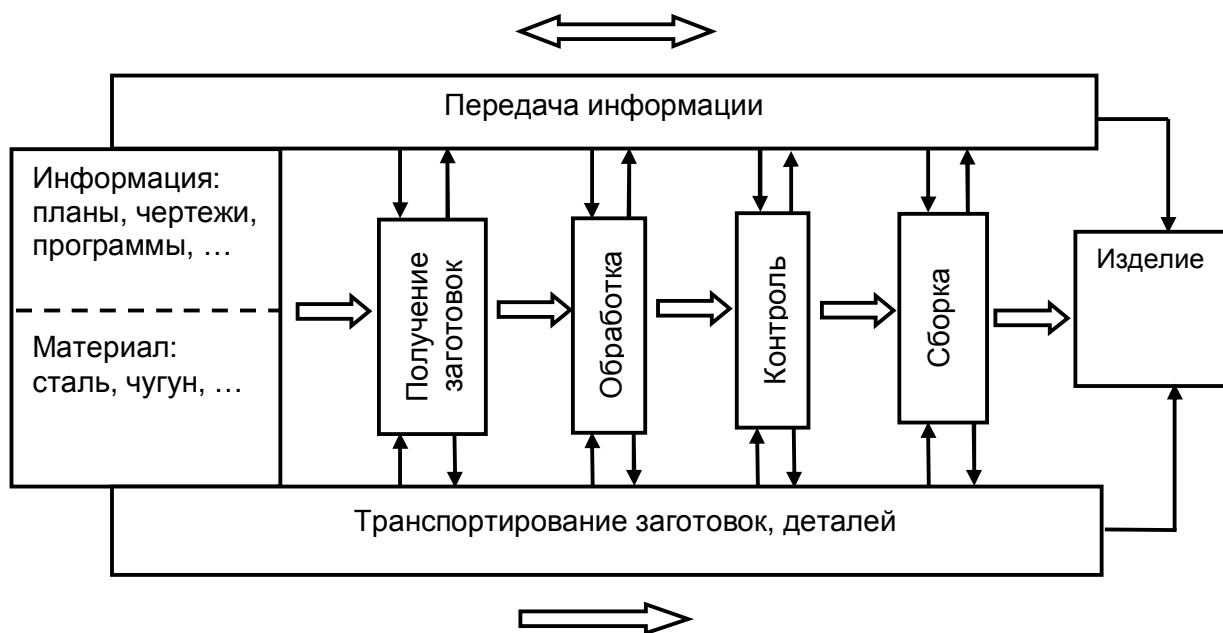 Передача информации
Информация:
планы, чертежи,
программы, …
Материал:
сталь, чугун, …
Получение
заготовок
Обработка
Контроль
Сборка
Изделие
Транспортирование заготовок, деталей